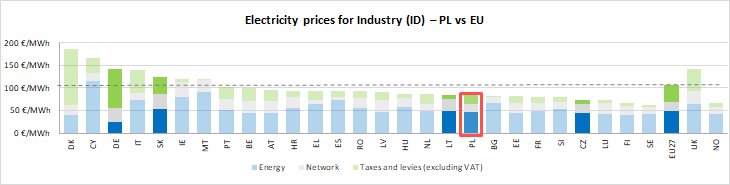 Electricity prices for Industry (ID) – PL vs EU
200 €/MWh
150 €/MWh
100 €/MWh
50 €/MWh
0 €/MWh
DK CY DE IT SK IE MT PT BE AT HR EL ES RO LV HU NL LT PL BG EE FR SI CZ LU FI SE EU27 UK NO
Energy Network Taxes and levies (excluding VAT)